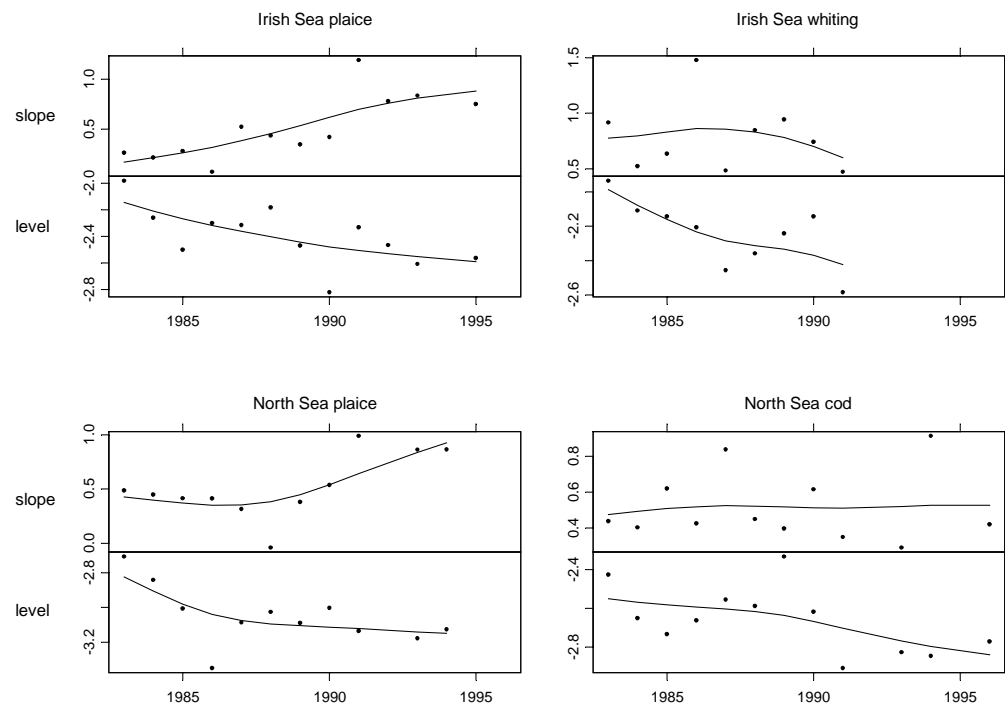 Irish Sea plaice
Irish Sea whiting
slope
0.0 0.5 1.0
0.5 1.0 1.5
level
-2.8 -2.4 -2.0
-2.6 -2.2
1985 1990 1995
1985 1990 1995
North Sea plaice
North Sea cod
slope
0.0 0.5 1.0
0.4 0.6 0.8
level
-3.2 -2.8
-2.8 -2.4
1985 1990 1995
1985 1990 1995